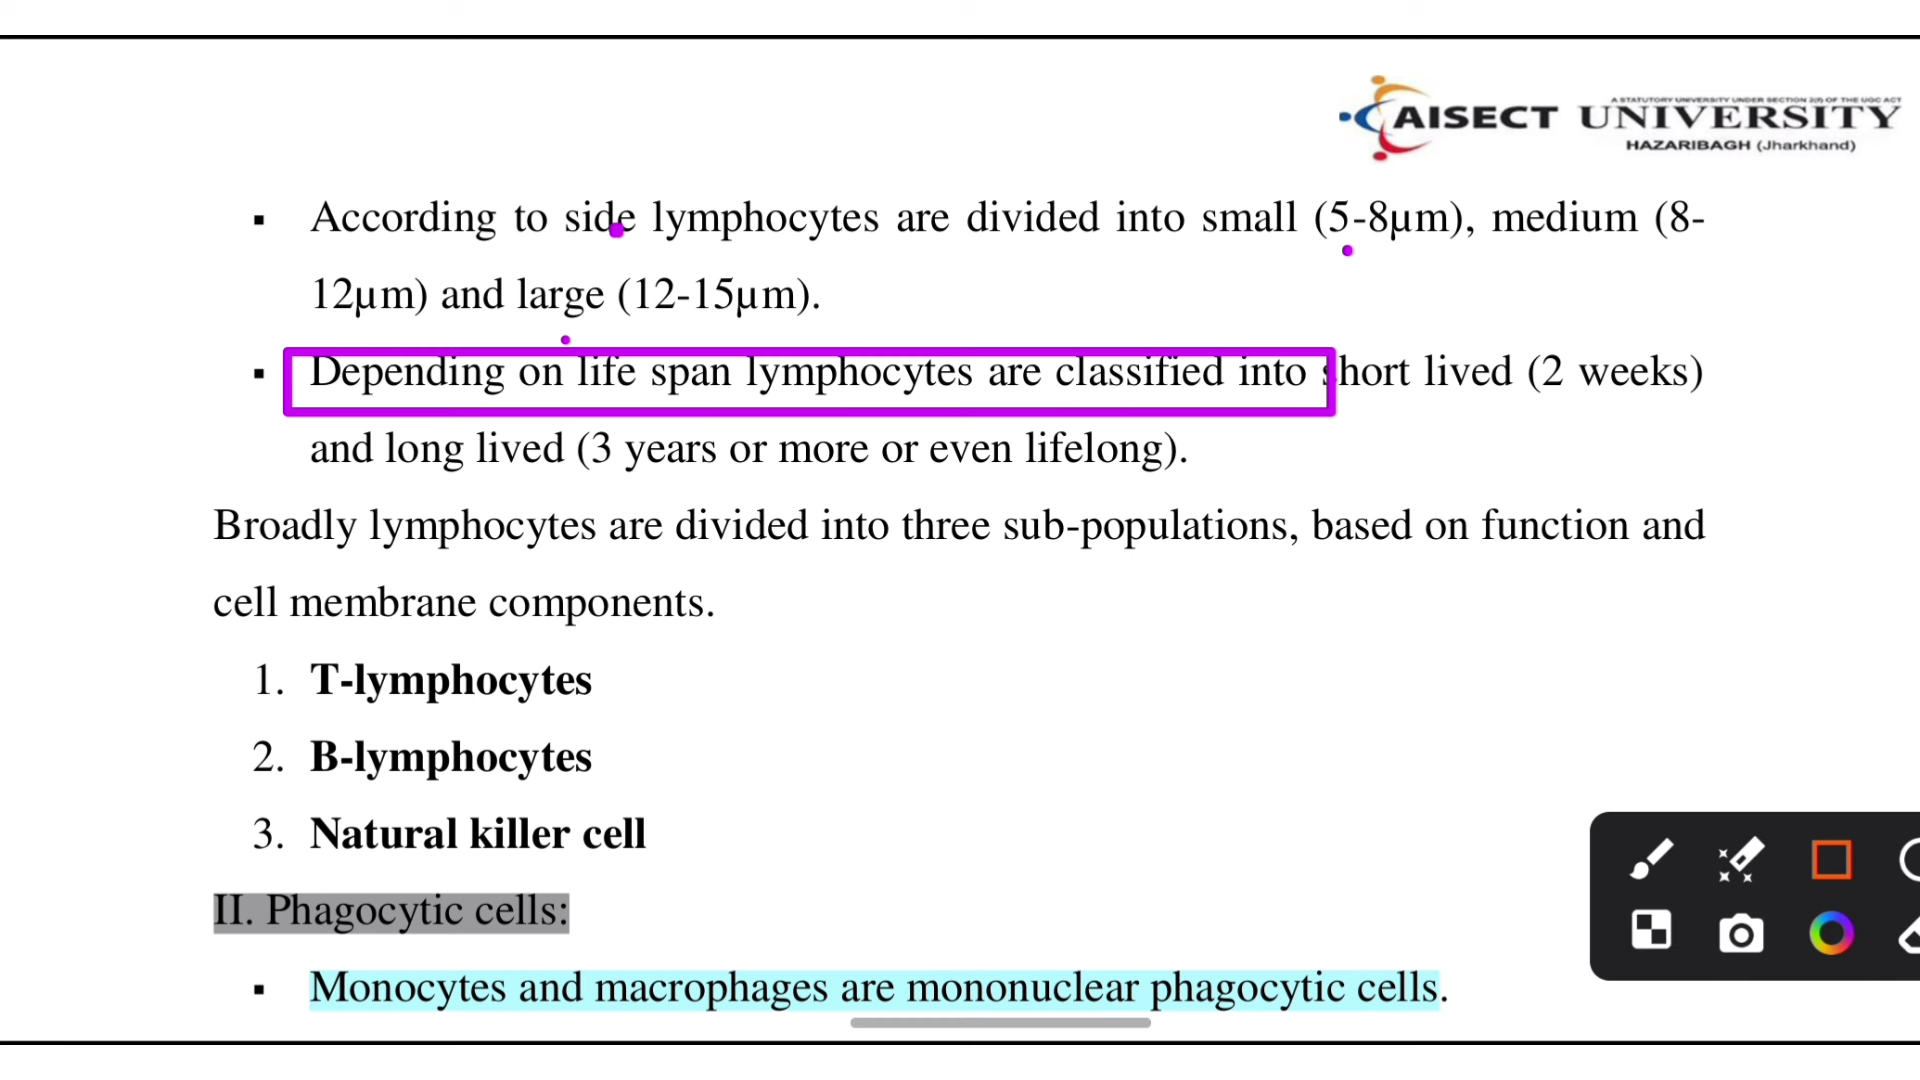 AISECT UNIVERSITY
A STATUTORY UNIVERSITY UNDER SECTION 2(f) OF THE UGC ACT
HAZARIBAGH (Jharkhand)
▪ According to side lymphocytes are divided into small (5-8µm), medium (8-
12µm) and large (12-15µm).
▪ Depending on life span lymphocytes are classified into short lived (2 weeks)
and long lived (3 years or more or even lifelong).
Broadly lymphocytes are divided into three sub-populations, based on function and
cell membrane components.
1. T-lymphocytes
2. B-lymphocytes
3. Natural killer cell
II. Phagocytic cells:
▪ Monocytes and macrophages are mononuclear phagocytic cells.